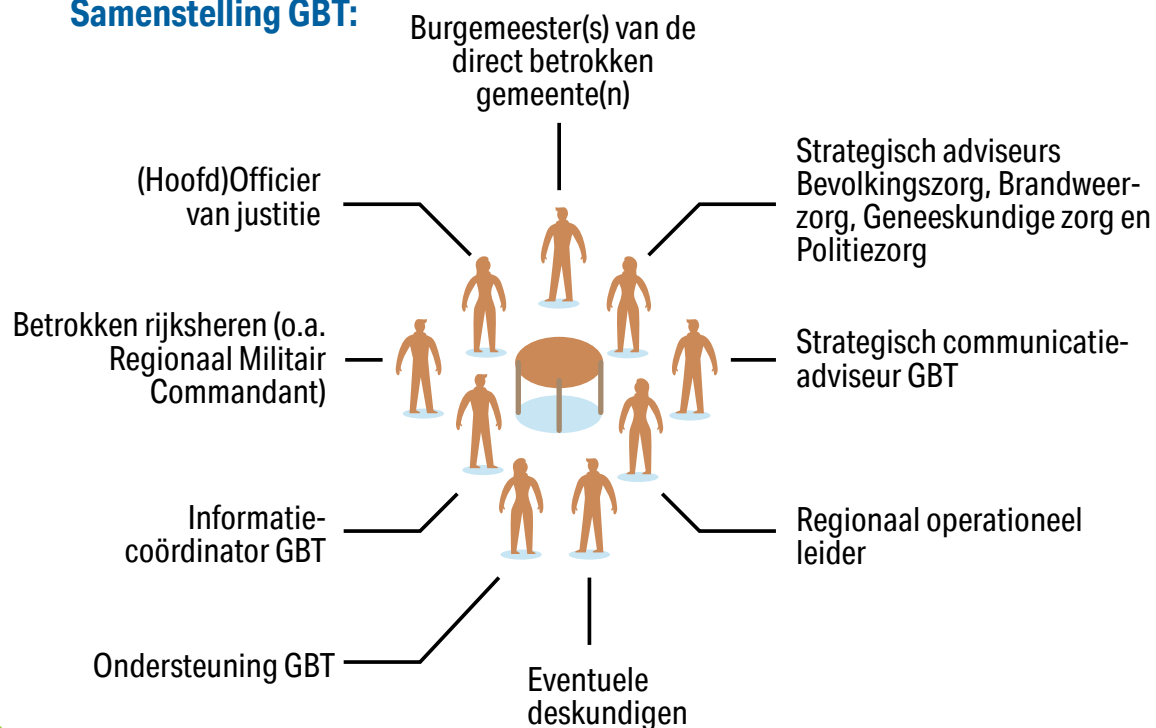 Samenstelling GBT:
Burgemeester(s) van de
direct betrokken
gemeente(n)
(Hoofd)Officier
van justitie
Strategisch adviseurs
Bevolkingszorg, Brandweer-
zorg, Geneeskundige zorg en
Politiezorg
Betrokken rijksheren (o.a.
Regionaal Militair
Commandant)
Strategisch communicatie-
adviseur GBT
Informatie-
coördinator GBT
Regionaal operationeel
leider
Ondersteuning GBT
Eventuele
deskundigen